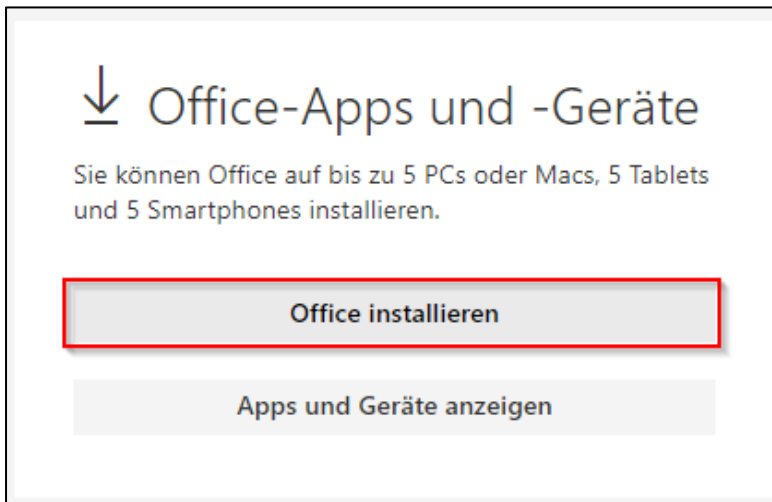 Office-Apps und -Geräte
Sie können Office auf bis zu 5 PCs oder Macs, 5 Tablets
und 5 Smartphones installieren.
Office installieren
Apps und Geräte anzeigen